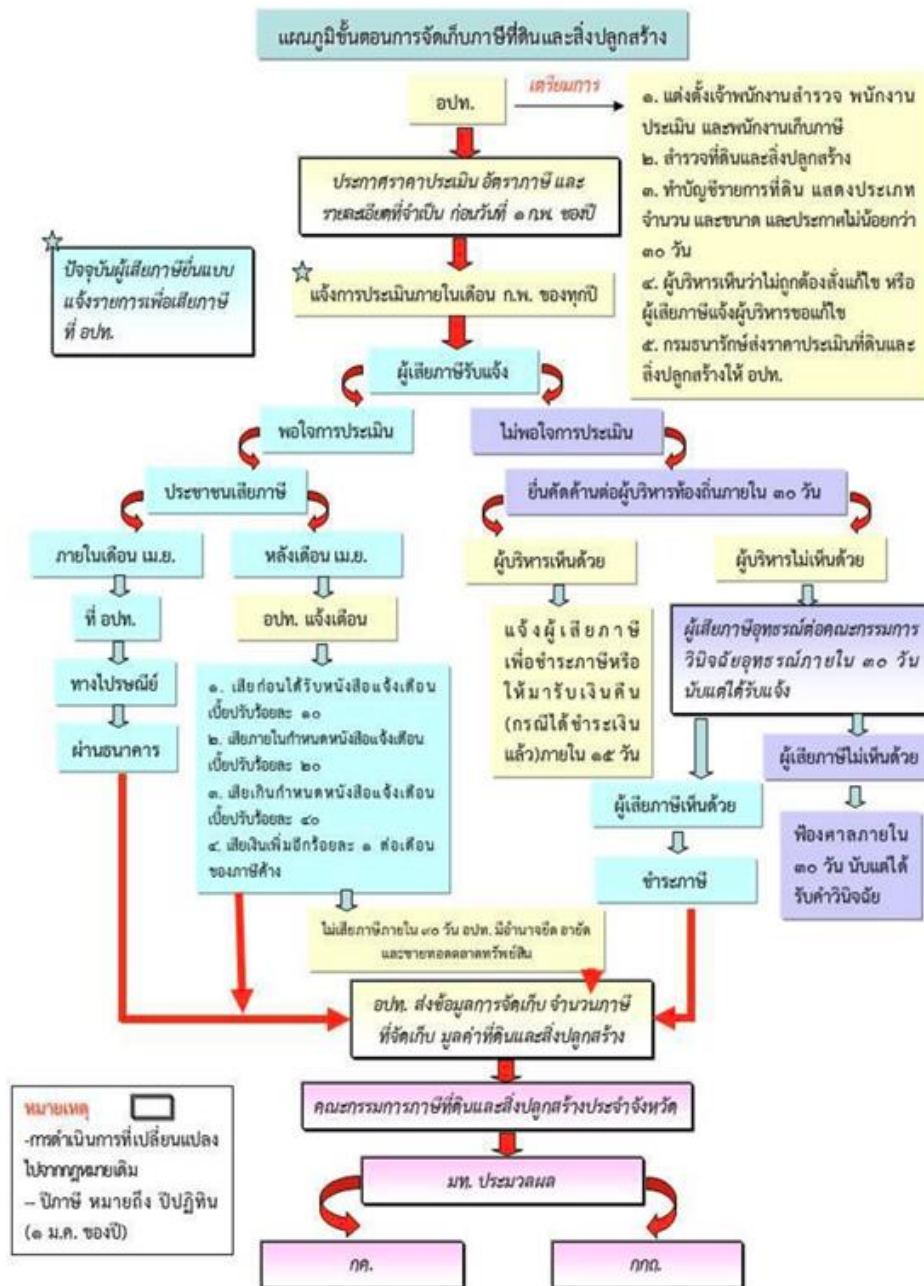 แผนภูมิขั้นตอนการจัดเก็บภาษีที่ดินและสิ่งปลูกสร้าง
อปท.
เตรียมการ
๑. แต่งตั้งเจ้าพนักงานสำรวจ พนักงาน
ประเมิน และพนักงานเก็บภาษี
๒. สำรวจที่ดินและสิ่งปลูกสร้าง
๓. ทำบัญชีรายการที่ดิน แสดงประเภท
จำนวน และขนาด และประกาศไม่น้อยกว่า
๓๐ วัน
๔. ผู้บริหารเห็นว่าไม่ถูกต้องสั่งแก้ไข หรือ
ผู้เสียภาษีแจ้งผู้บริหารขอแก้ไข
๕. กรมธนารักษ์ส่งราคาประเมินที่ดินและ
สิ่งปลูกสร้างให้ อปท.
ประกาศราคาประเมิน อัตราภาษี และ
รายละเอียดที่จำเป็น ก่อนวันที่ ๑ ก.พ. ของปี
ปัจจุบันผู้เสียภาษียื่นแบบ
แจ้งรายการเพื่อเสียภาษี
ที่ อปท.
แจ้งการประเมินภายในเดือน ก.พ. ของทุกปี
ผู้เสียภาษีรับแจ้ง
พอใจการประเมิน
ไม่พอใจการประเมิน
ประชาชนเสียภาษี
ยื่นคัดค้านต่อผู้บริหารท้องถิ่นภายใน ๓๐ วัน
ภายในเดือน เม.ย.
หลังเดือน เม.ย.
ผู้บริหารเห็นด้วย
ผู้บริหารไม่เห็นด้วย
ที่ อปท.
ทางไปรษณีย์
ผ่านธนาคาร
อปท. แจ้งเตือน
๑. เสียก่อนได้รับหนังสือแจ้งเตือน
เบี้ยปรับร้อยละ ๑๐
๒. เสียภายในกำหนดหนังสือแจ้งเตือน
เบี้ยปรับร้อยละ ๒๐
๓. เสียเกินกำหนดหนังสือแจ้งเตือน
เบี้ยปรับร้อยละ ๔๐
๔. เสียเงินเพิ่มอีกร้อยละ ๑ ต่อเดือน
ของภาษีค้าง
แจ้งผู้เสียภาษี
เพื่อชำระภาษีหรือ
ให้มารับเงินคืน
(กรณีได้ชำระเงิน
แล้ว)ภายใน ๑๕ วัน
ผู้เสียภาษีอุทธรณ์ต่อคณะกรรมการ
วินิจฉัยอุทธรณ์ภายใน ๓๐ วัน
นับแต่ได้รับแจ้ง
ผู้เสียภาษีไม่เห็นด้วย
ผู้เสียภาษีเห็นด้วย
ฟ้องศาลภายใน
๓๐ วัน นับแต่ได้
รับคำวินิจฉัย
ชำระภาษี
ไม่เสียภาษีภายใน ๙๐ วัน อปท. มีอำนาจยึด อายัด
และขายทอดตลาดทรัพย์สิน
อปท. ส่งข้อมูลการจัดเก็บ จำนวนภาษี
ที่จัดเก็บ มูลค่าที่ดินและสิ่งปลูกสร้าง
คณะกรรมการภาษีที่ดินและสิ่งปลูกสร้างประจำจังหวัด
มท. ประมวลผล
กค.
กกถ.
หมายเหตุ
-การดำเนินการที่เปลี่ยนแปลง
ไปจากกฎหมายเดิม
– ปีภาษี หมายถึง ปีปฏิทิน
(๑ ม.ค. ของปี)